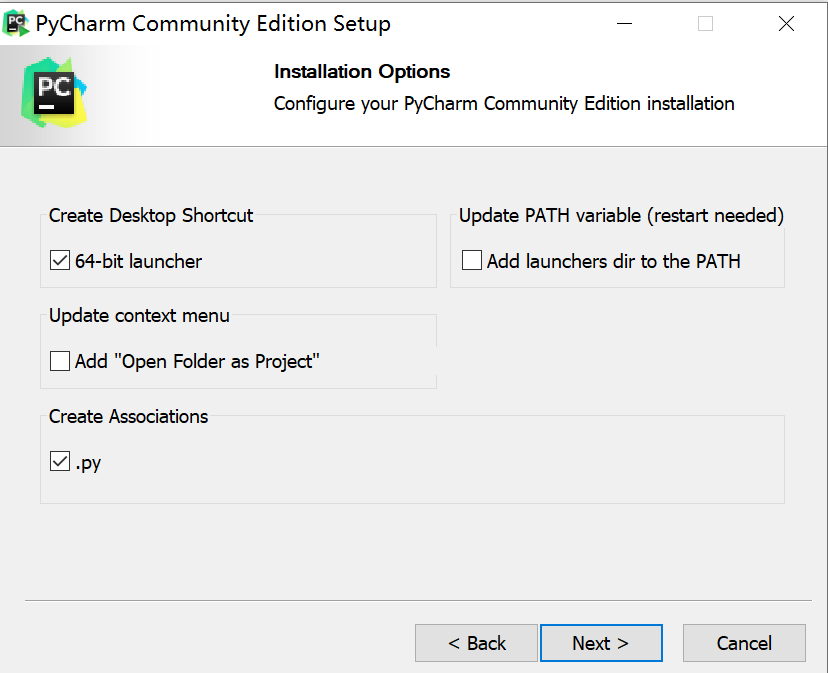 PyCharm Community Edition Setup
PC
Installation Options
Configure your PyCharm Community Edition installation
Create Desktop Shortcut
64-bit launcher
Update PATH variable (restart needed)
Add launchers dir to the PATH
Update context menu
Add "Open Folder as Project"
Create Associations
.py
< Back
Next >
Cancel